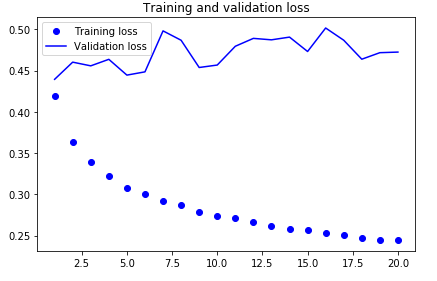 Training and validation loss
Training loss
Validation loss
0.50
0.45
0.40
0.35
0.30
0.25
2.5 5.0 7.5 10.0 12.5 15.0 17.5 20.0